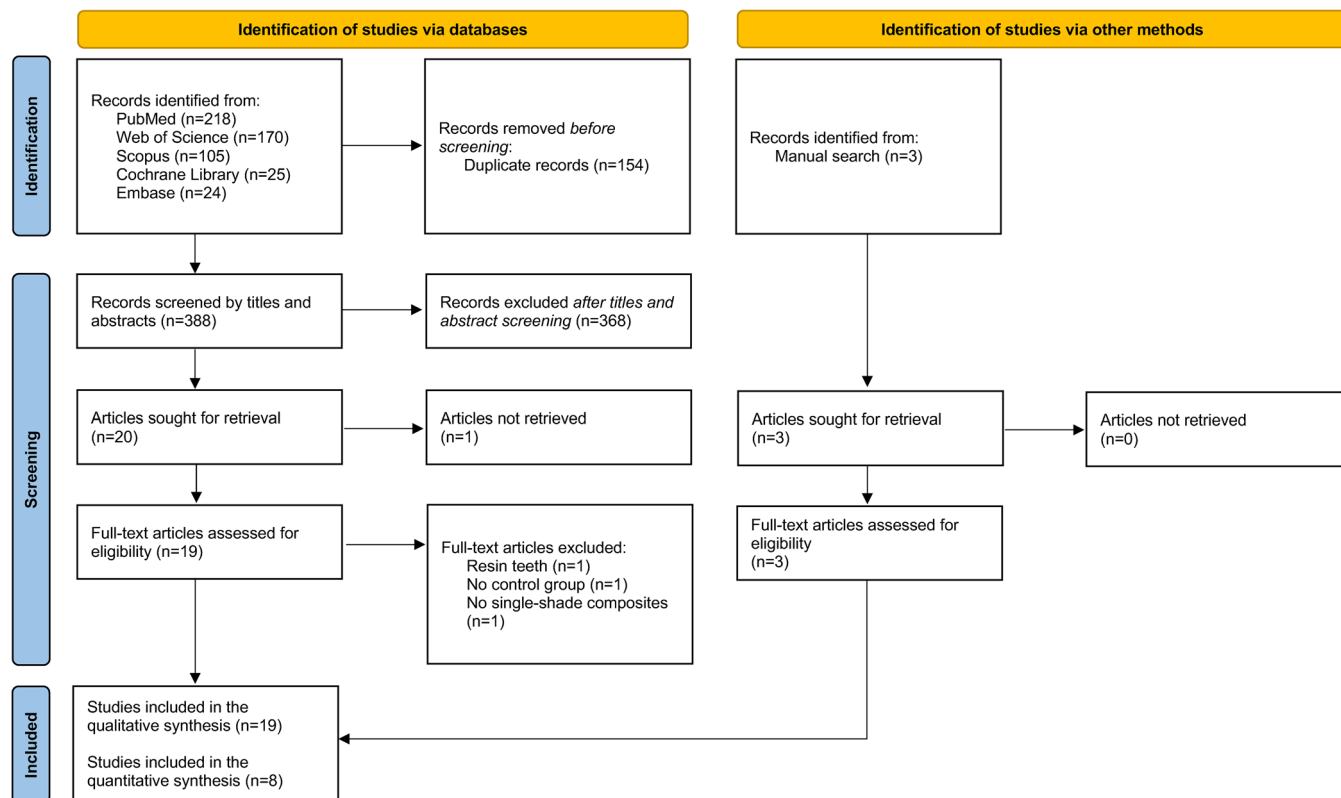 Identification of studies via databases
Identification of studies via other methods
Identification
Records identified from:
PubMed (n=218)
Web of Science (n=170)
Scopus (n=105)
Cochrane Library (n=25)
Embase (n=24)
Records removed before
screening:
Duplicate records (n=154)
Records identified from:
Manual search (n=3)
Screening
Records screened by titles and
abstracts (n=388)
Records excluded after titles and
abstract screening (n=368)
Articles sought for retrieval
(n=20)
Articles not retrieved
(n=1)
Articles sought for retrieval
(n=3)
Articles not retrieved
(n=0)
Full-text articles assessed for
eligibility (n=19)
Full-text articles excluded:
Resin teeth (n=1)
No control group (n=1)
No single-shade composites
(n=1)
Full-text articles assessed for
eligibility
(n=3)
Included
Studies included in the
qualitative synthesis (n=19)
Studies included in the
quantitative synthesis (n=8)